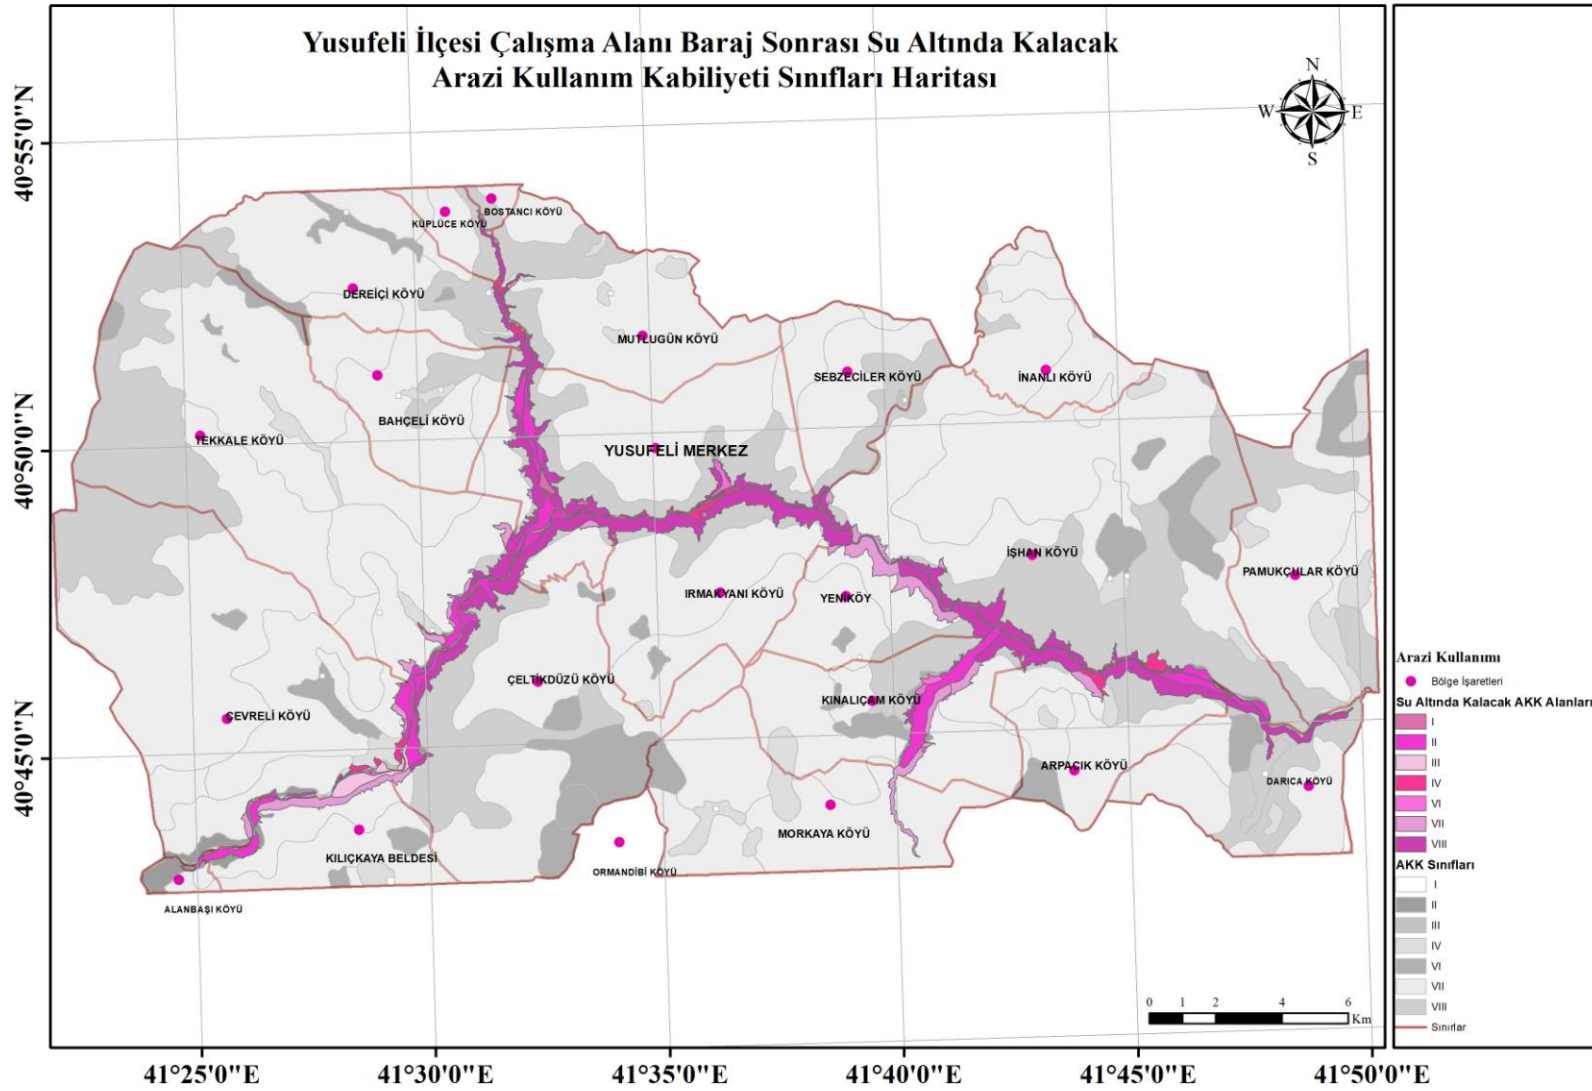 Yusufeli İlçesi Çalışma Alanı Baraj Sonrası Su Altında Kalacak
Arazi Kullanım Kabiliyeti Sınıfları Haritası
N
W
E
S
40°55'0"N
40°50'0"N
40°45'0"N
BOSTANCI KÖYÜ
KÜPLÜCE KÖYÜ
DEREİÇİ KÖYÜ
MUTLUGÜN KÖYÜ
SEBZECİLER KÖYÜ
İNANLI KÖYÜ
BAHÇELİ KÖYÜ
TEKKALE KÖYÜ
YUSUFELİ MERKEZ
İŞHAN KÖYÜ
PAMUKÇULAR KÖYÜ
IRMAKYANI KÖYÜ
YENİKÖY
ÇELTİKDÜZÜ KÖYÜ
KINALIÇAM KÖYÜ
ÇEVRELİ KÖYÜ
ARPACIK KÖYÜ
DARICA KÖYÜ
MORKAYA KÖYÜ
KILIÇKAYA BELDESİ
ORMANDİBİ KÖYÜ
ALANBAŞI KÖYÜ
0 1 2 4 6
Km
41°25'0"E 41°30'0"E 41°35'0"E 41°40'0"E 41°45'0"E 41°50'0"E
Arazi Kullanımı
Bölge İşaretleri
Su Altında Kalacak AKK Alanları
I
II
III
IV
VI
VII
VIII
AKK Sınıfları
I
II
III
IV
VI
VII
VIII
Sınırlar